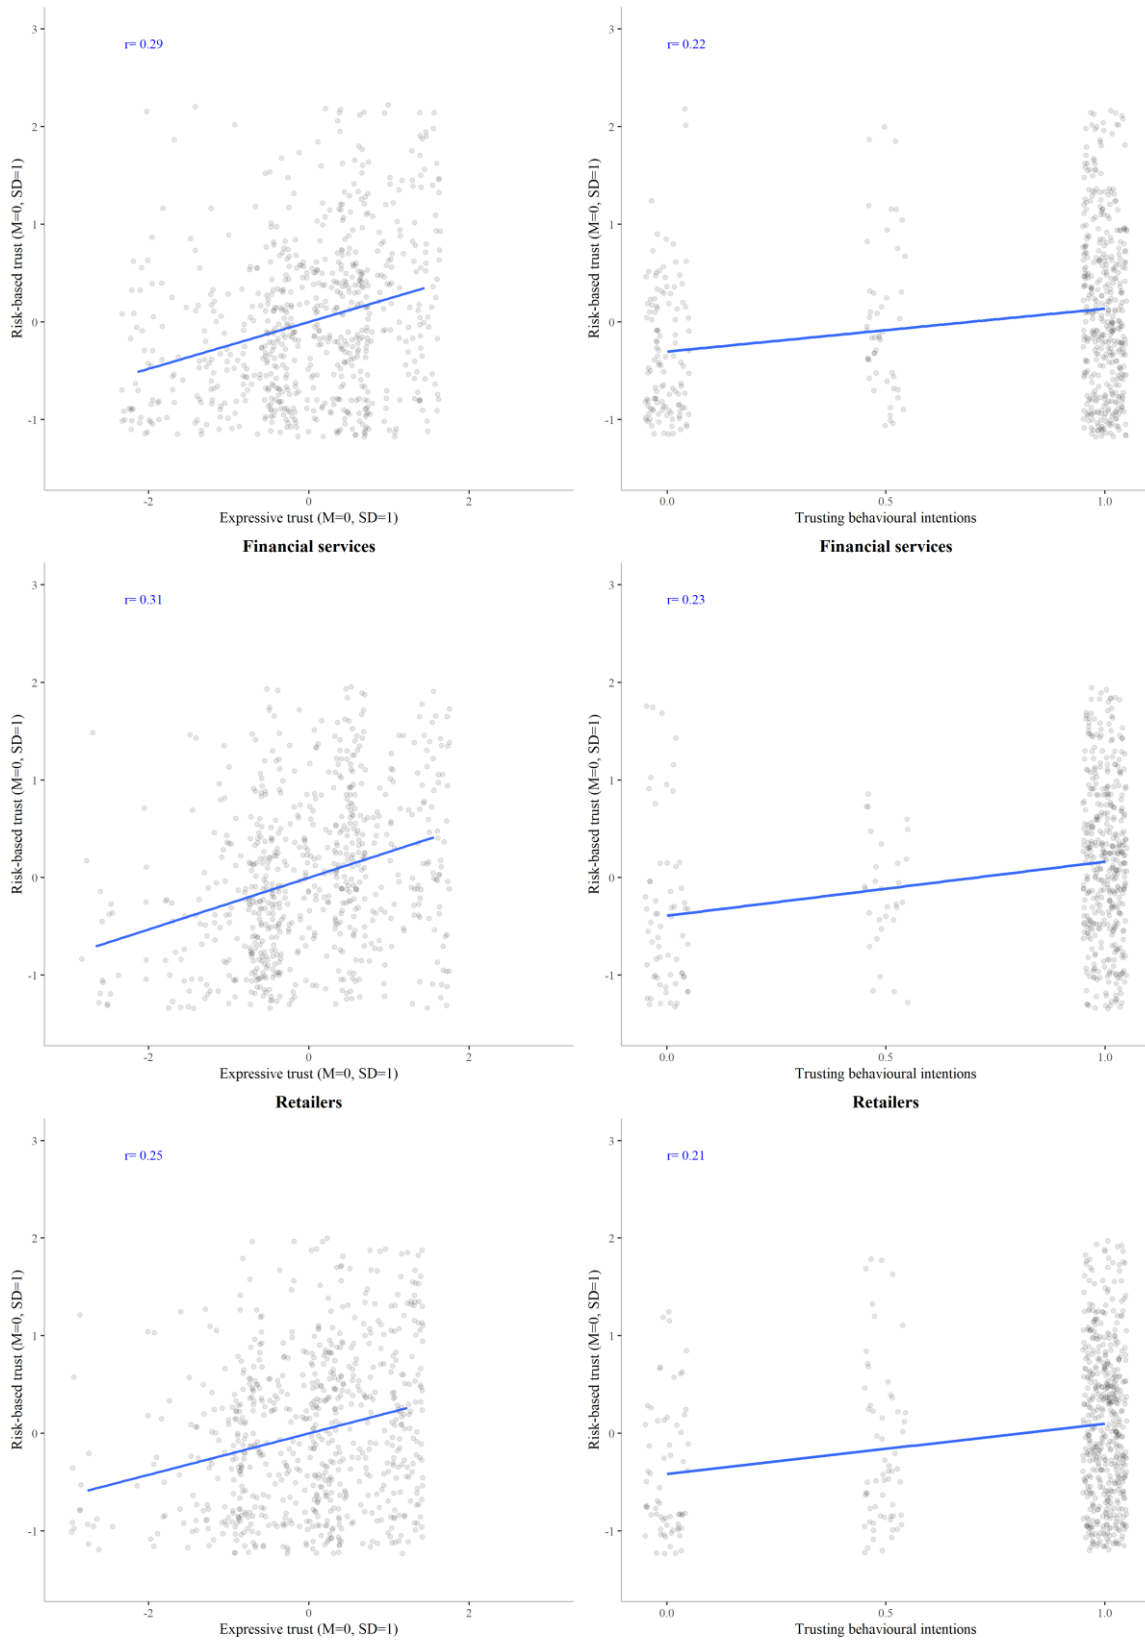 r= 0.29
3
2
1
0
-1
Risk-based trust (M=0, SD=1)
-2
0
2
Expressive trust (M=0, SD=1)
r= 0.22
3
2
1
0
-1
Risk-based trust (M=0, SD=1)
0.0
0.5
1.0
Trusting behavioural intentions
Financial services
r= 0.31
3
2
1
0
-1
Risk-based trust (M=0, SD=1)
-2
0
2
Expressive trust (M=0, SD=1)
Financial services
r= 0.23
3
2
1
0
-1
Risk-based trust (M=0, SD=1)
0.0
0.5
1.0
Trusting behavioural intentions
Retailers
r= 0.25
3
2
1
0
-1
Risk-based trust (M=0, SD=1)
-2
0
2
Expressive trust (M=0, SD=1)
Retailers
r= 0.21
3
2
1
0
-1
Risk-based trust (M=0, SD=1)
0.0
0.5
1.0
Trusting behavioural intentions